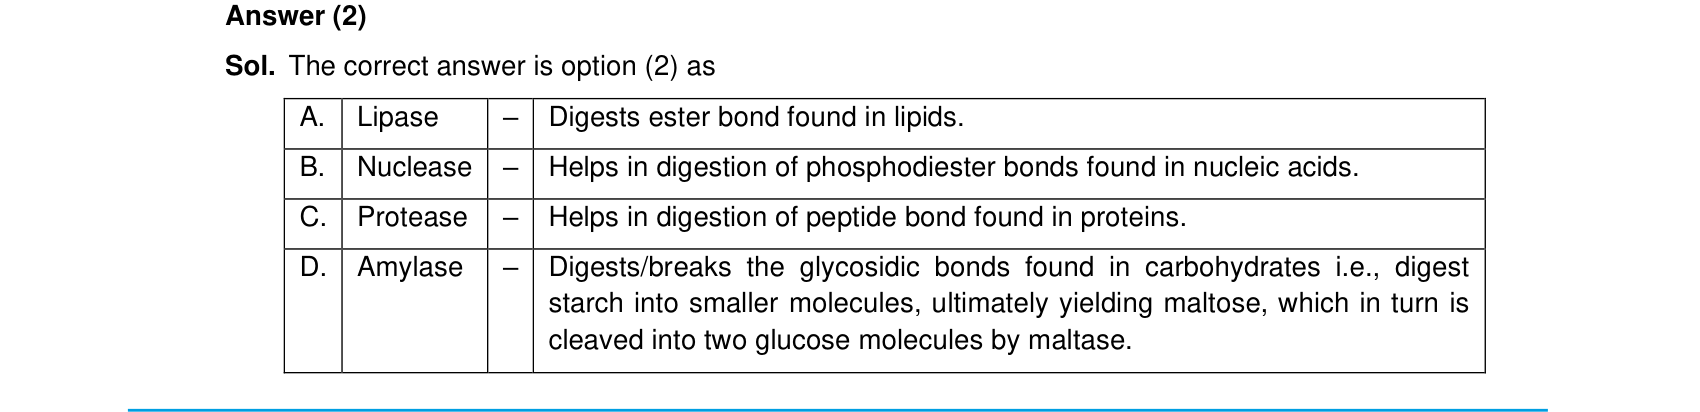 Answer (2)
Sol. The correct answer is option (2) as
A. Lipase – Digests ester bond found in lipids.
B. Nuclease – Helps in digestion of phosphodiester bonds found in nucleic acids.
C. Protease – Helps in digestion of peptide bond found in proteins.
D. Amylase – Digests/breaks the glycosidic bonds found in carbohydrates i.e., digest
starch into smaller molecules, ultimately yielding maltose, which in turn is
cleaved into two glucose molecules by maltase.